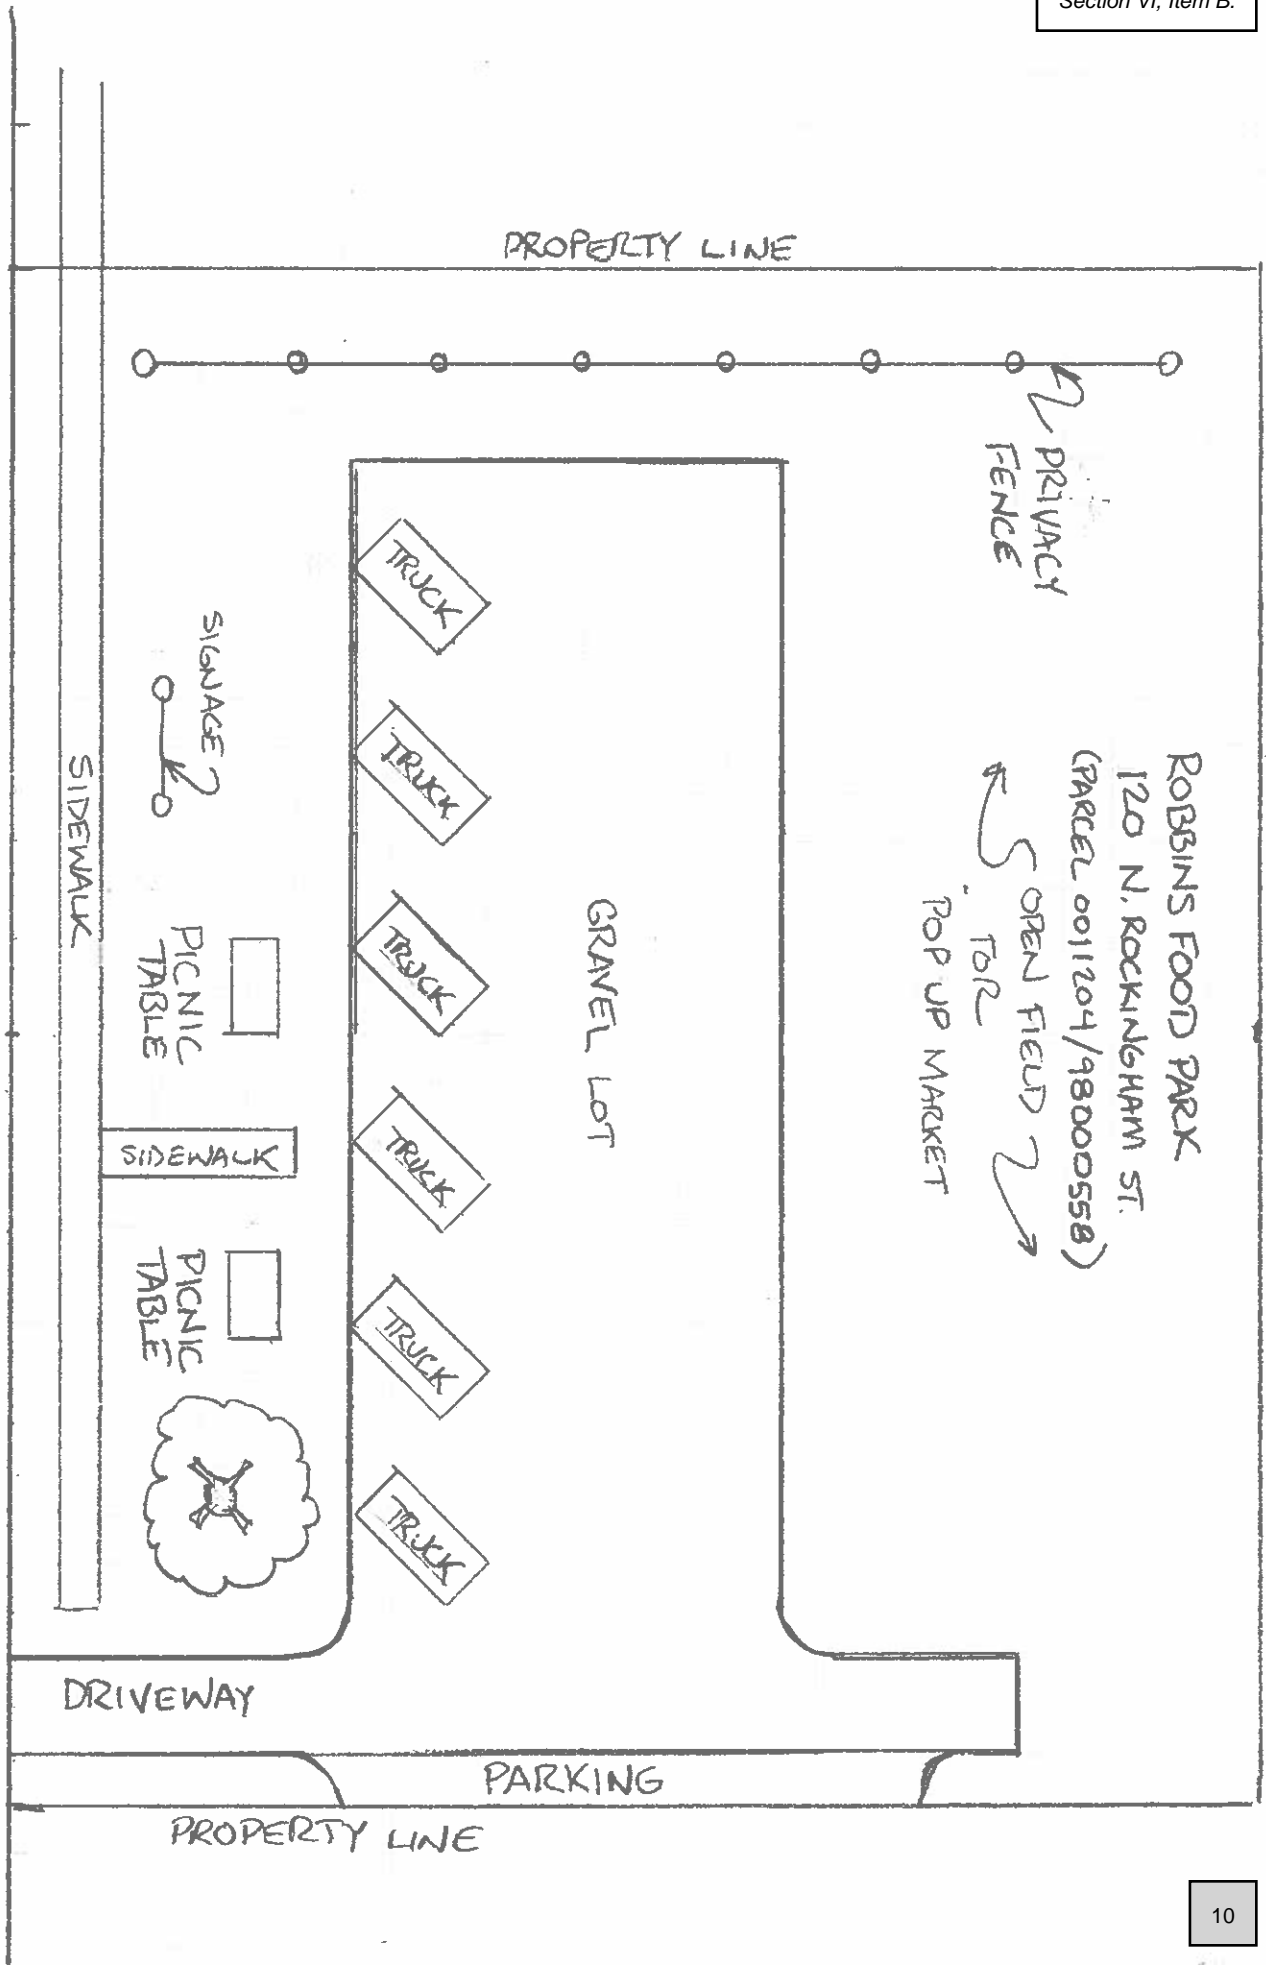 Section VI, Item B.
PROPERTY LINE
PRIVACY
FENCE
ROBBINS FOOD PARK
120 N. ROCKINGHAM ST.
(PARCEL 0011204/98000558)
OPEN FIELD
FOR
POP UP MARKET
GRAVEL LOT
TRUCK
TRUCK
TRUCK
TRUCK
TRUCK
TRUCK
SIGNAGE
SIDEWALK
PICNIC
TABLE
SIDEWALK
PICNIC
TABLE
DRIVEWAY
PARKING
PROPERTY LINE
10